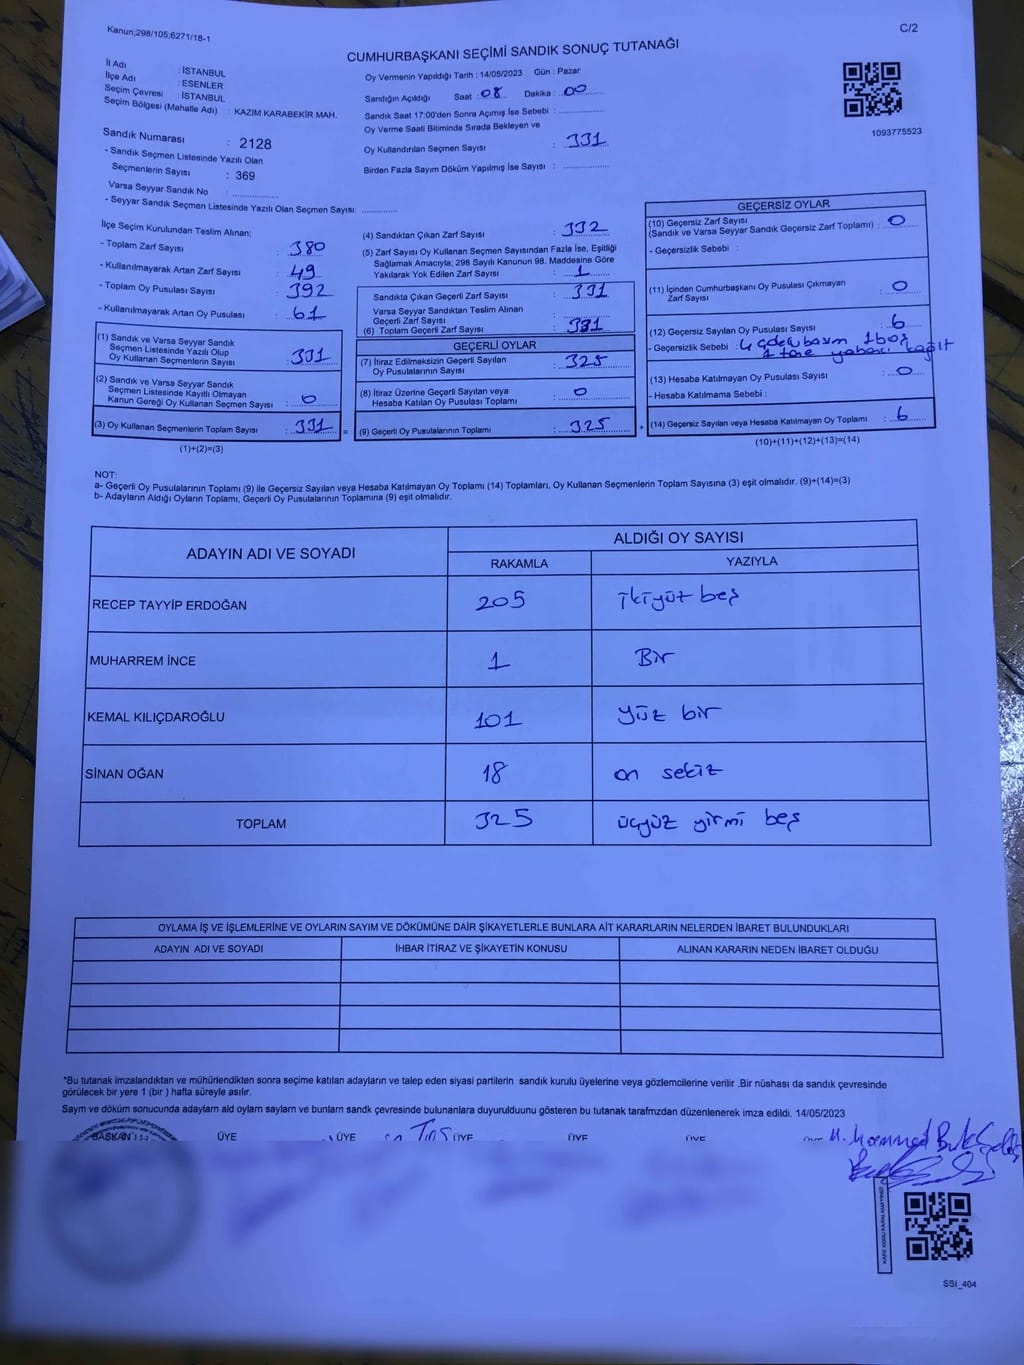 Kanun;298/105;6271/18-1
C/2
CUMHURBAŞKANI SEÇİMİ SANDIK SONUÇ TUTANAĞI
İl Adı : İSTANBUL
İlçe Adı : ESENLER
Seçim Çevresi : İSTANBUL
Seçim Bölgesi (Mahalle Adı) : KAZIM KARABEKİR MAH.
Oy Vermenin Yapıldığı Tarih : 14/05/2023 Gün : Pazar
Sandığın Açıldığı Saat : 08 Dakika : 00
Sandık Saat 17:00'den Sonra Açımış İse Sebebi :
Oy Verme Saati Bitiminde Sırada Bekleyen ve
Oy Kullandırılan Seçmen Sayısı : 331
Birden Fazla Sayım Döküm Yapılmış İse Sayısı :
1093775523
Sandık Numarası : 2128
- Sandık Seçmen Listesinde Yazılı Olan
Seçmenlerin Sayısı : 369
Varsa Seyyar Sandık No :
- Seyyar Sandık Seçmen Listesinde Yazılı Olan Seçmen Sayısı:
İlçe Seçim Kurulundan Teslim Alınan:
- Toplam Zarf Sayısı : 380
- Kullanılmayarak Artan Zarf Sayısı : 49
- Toplam Oy Pusulası Sayısı : 392
- Kullanılmayarak Artan Oy Pusulası : 61
(1) Sandık ve Varsa Seyyar Sandık
Seçmen Listesinde Yazılı Olup
Oy Kullanan Seçmenlerin Sayısı : 331
(2) Sandık ve Varsa Seyyar Sandık
Seçmen Listesinde Kayıtlı Olmayan
Kanun Gereği Oy Kullanan Seçmen Sayısı : 0
(3) Oy Kullanan Seçmenlerin Toplam Sayısı : 331 =
(1)+(2)=(3)
(4) Sandıktan Çıkan Zarf Sayısı : 332
(5) Zarf Sayısı Oy Kullanan Seçmen Sayısından Fazla İse, Eşitliği
Sağlamak Amacıyla, 298 Sayılı Kanunun 98. Maddesine Göre
Yakılarak Yok Edilen Zarf Sayısı : 1
Sandıkta Çıkan Geçerli Zarf Sayısı : 331
Varsa Seyyar Sandıktan Teslim Alınan
Geçerli Zarf Sayısı :
(6) Toplam Geçerli Zarf Sayısı : 331
GEÇERLİ OYLAR
(7) İtiraz Edilmeksizin Geçerli Sayılan
Oy Pusulalarının Sayısı : 325
(8) İtiraz Üzerine Geçerli Sayılan veya
Hesaba Katılan Oy Pusulası Toplamı : 0
(9) Geçerli Oy Pusulalarının Toplamı : 325 +
GEÇERSİZ OYLAR
(10) Geçersiz Zarf Sayısı
(Sandık ve Varsa Seyyar Sandık Geçersiz Zarf Toplamı) : 0
- Geçersizlik Sebebi :
(11) İçinden Cumhurbaşkanı Oy Pusulası Çıkmayan
Zarf Sayısı : 0
(12) Geçersiz Sayılan Oy Pusulası Sayısı : 6
- Geçersizlik Sebebi : 4 adet basım 1 boş
1 tane yabancı kağıt
(13) Hesaba Katılmayan Oy Pusulası Sayısı : 0
- Hesaba Katılmama Sebebi :
(14) Geçersiz Sayılan veya Hesaba Katılmayan Oy Toplamı : 6
(10)+(11)+(12)+(13)=(14)
NOT:
a- Geçerli Oy Pusulalarının Toplamı (9) ile Geçersiz Sayılan veya Hesaba Katılmayan Oy Toplamı (14) Toplamları, Oy Kullanan Seçmenlerin Toplam Sayısına (3) eşit olmalıdır. (9)+(14)=(3)
b- Adayların Aldığı Oyların Toplamı, Geçerli Oy Pusulalarının Toplamına (9) eşit olmalıdır.
ADAYIN ADI VE SOYADI ALDIĞI OY SAYISI
RAKAMLA YAZIYLA
RECEP TAYYİP ERDOĞAN 205 ikiyüz beş
MUHARREM İNCE 1 Bir
KEMAL KILIÇDAROĞLU 101 yüz bir
SİNAN OĞAN 18 on sekiz
TOPLAM 325 üçyüz yirmi beş
OYLAMA İŞ VE İŞLEMLERİNE VE OYLARIN SAYIM VE DÖKÜMÜNE DAİR ŞİKAYETLERLE BUNLARA AİT KARARLARIN NELERDEN İBARET BULUNDUKLARI
ADAYIN ADI VE SOYADI İHBAR İTİRAZ VE ŞİKAYETİN KONUSU ALINAN KARARIN NEDEN İBARET OLDUĞU
"Bu tutanak imzalandıktan ve mühürlendikten sonra seçime katılan adayların ve talep eden siyasi partilerin sandık kurulu üyelerine veya gözlemcilerine verilir .Bir nüshası da sandık çevresinde
görülecek bir yere 1 (bir ) hafta süreyle asılır.
Saym ve döküm sonucunda adaylarn ald oylam saylarn ve bunlarn sandk çevresinde bulunanlara duyurulduunu gösteren bu tutanak tarafmzdan düzenlenerek imza edildi. 14/05/2023
BAŞKAN ÜYE ÜYE ÜYE ÜYE ÜYE ÜYE
SSI_404